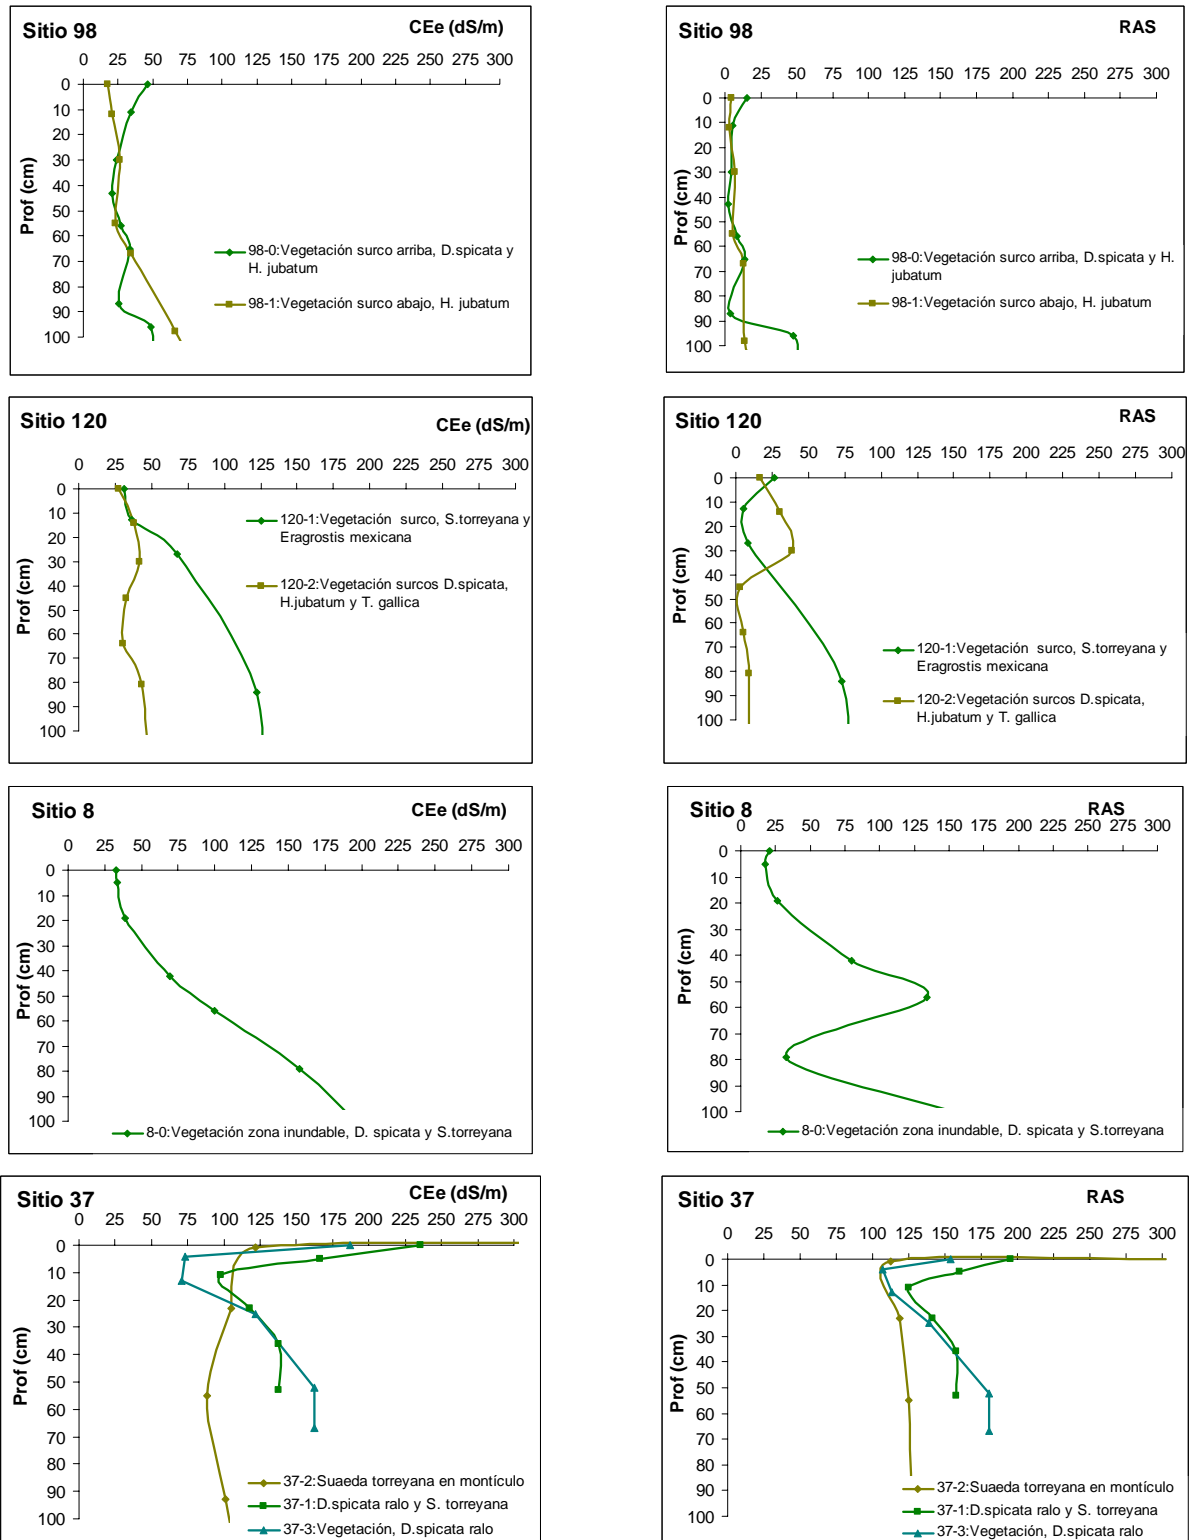 Sitio 98
CEe (dS/m)
0 25 50 75 100 125 150 175 200 225 250 275 300
0
10
20
30
40
50
60
70
80
90
100
Prof (cm)
98-0:Vegetación surco arriba, D.spicata y
H. jubatum
98-1:Vegetación surco abajo, H. jubatum
Sitio 98
RAS
0 25 50 75 100 125 150 175 200 225 250 275 300
0
10
20
30
40
50
60
70
80
90
100
Prof (cm)
98-0:Vegetación surco arriba, D.spicata y H.
jubatum
98-1:Vegetación surco abajo, H. jubatum
Sitio 120
CEe (dS/m)
0 25 50 75 100 125 150 175 200 225 250 275 300
0
10
20
30
40
50
60
70
80
90
100
Prof (cm)
120-1:Vegetación surco, S.torreyana y
Eragrostis mexicana
120-2:Vegetación surcos D.spicata,
H.jubatum y T. gallica
Sitio 120
RAS
0 25 50 75 100 125 150 175 200 225 250 275 300
0
10
20
30
40
50
60
70
80
90
100
Prof (cm)
120-1:Vegetación surco, S.torreyana y
Eragrostis mexicana
120-2:Vegetación surcos D.spicata,
H.jubatum y T. gallica
Sitio 8
CEe (dS/m)
0 25 50 75 100 125 150 175 200 225 250 275 300
0
10
20
30
40
50
60
70
80
90
100
Prof (cm)
8-0:Vegetación zona inundable, D. spicata y S.torreyana
Sitio 8
RAS
0 25 50 75 100 125 150 175 200 225 250 275 300
0
10
20
30
40
50
60
70
80
90
100
Prof (cm)
8-0:Vegetación zona inundable, D. spicata y S.torreyana
Sitio 37
CEe (dS/m)
0 25 50 75 100 125 150 175 200 225 250 275 300
0
10
20
30
40
50
60
70
80
90
100
Prof (cm)
37-2:Suaeda torreyana en montículo
37-1:D.spicata ralo y S. torreyana
37-3:Vegetación, D.spicata ralo
Sitio 37
RAS
0 25 50 75 100 125 150 175 200 225 250 275 300
0
10
20
30
40
50
60
70
80
90
100
Prof (cm)
37-2:Suaeda torreyana en montículo
37-1:D.spicata ralo y S. torreyana
37-3:Vegetación, D.spicata ralo